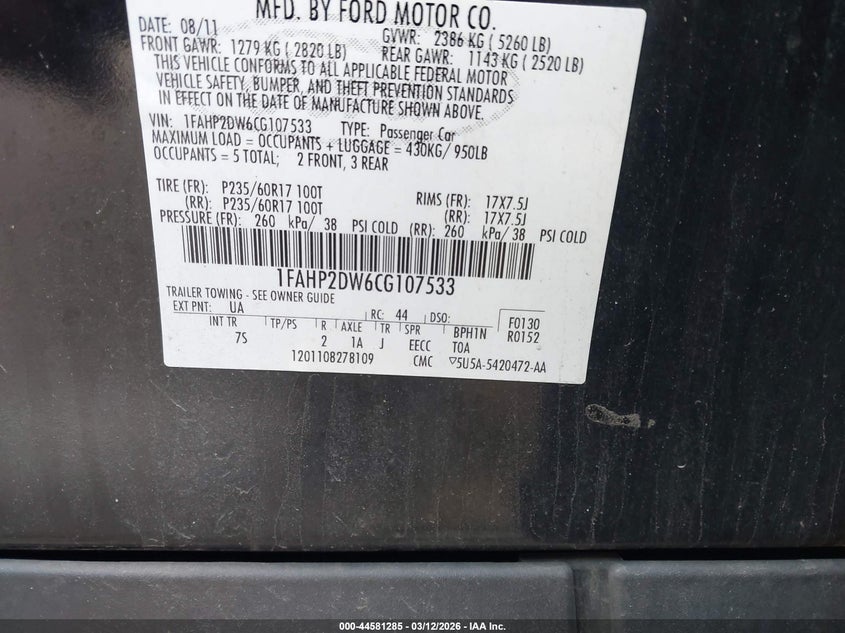 MFD. BY FORD MOTOR CO.
DATE: 08/11 GVWR: 2386 KG ( 5260 LB)
FRONT GAWR: 1279 KG ( 2820 LB) REAR GAWR: 1143 KG ( 2520 LB)
THIS VEHICLE CONFORMS TO ALL APPLICABLE FEDERAL MOTOR
VEHICLE SAFETY, BUMPER, AND THEFT PREVENTION STANDARDS
IN EFFECT ON THE DATE OF MANUFACTURE SHOWN ABOVE.
VIN: 1FAHP2DW6CG107533 TYPE: Passenger Car
MAXIMUM LOAD = OCCUPANTS + LUGGAGE = 430KG/ 950LB
OCCUPANTS = 5 TOTAL; 2 FRONT, 3 REAR
TIRE (FR): P235/60R17 100T RIMS (FR): 17X7.5J
(RR): P235/60R17 100T (RR): 17X7.5J
PRESSURE (FR): 260 kPa/ 38 PSI COLD (RR): 260 kPa/ 38 PSI COLD
1FAHP2DW6CG107533
TRAILER TOWING - SEE OWNER GUIDE
EXT PNT: UA RC: 44 DSO: F0130
INT TR TP/PS R AXLE TR SPR BPH1N R0152
7S 2 1A J EECC TOA
1201108278109 CMC ▽5U5A-5420472-AA
000-44581285 - 03/12/2026 - IAA Inc.